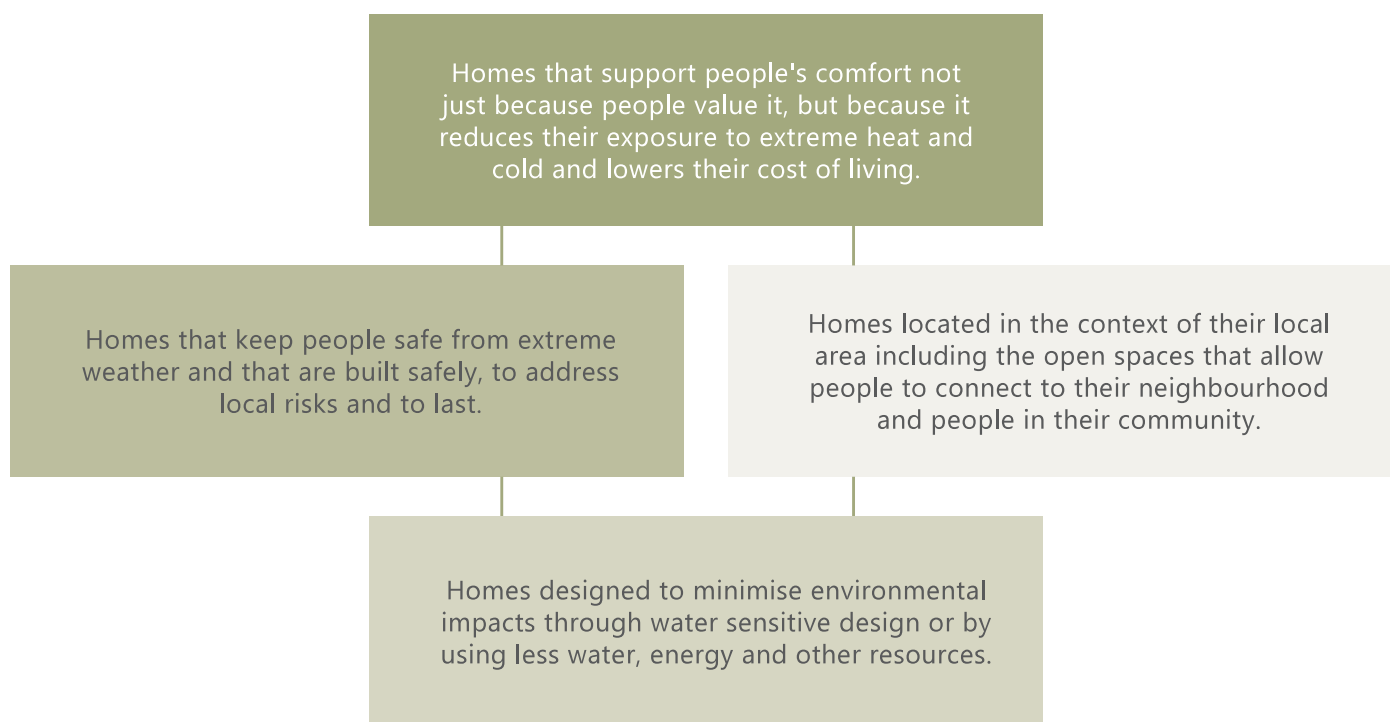 Homes that support people's comfort not
just because people value it, but because it
reduces their exposure to extreme heat and
cold and lowers their cost of living.
Homes that keep people safe from extreme
weather and that are built safely, to address
local risks and to last.
Homes located in the context of their local
area including the open spaces that allow
people to connect to their neighbourhood
and people in their community.
Homes designed to minimise environmental
impacts through water sensitive design or by
using less water, energy and other resources.